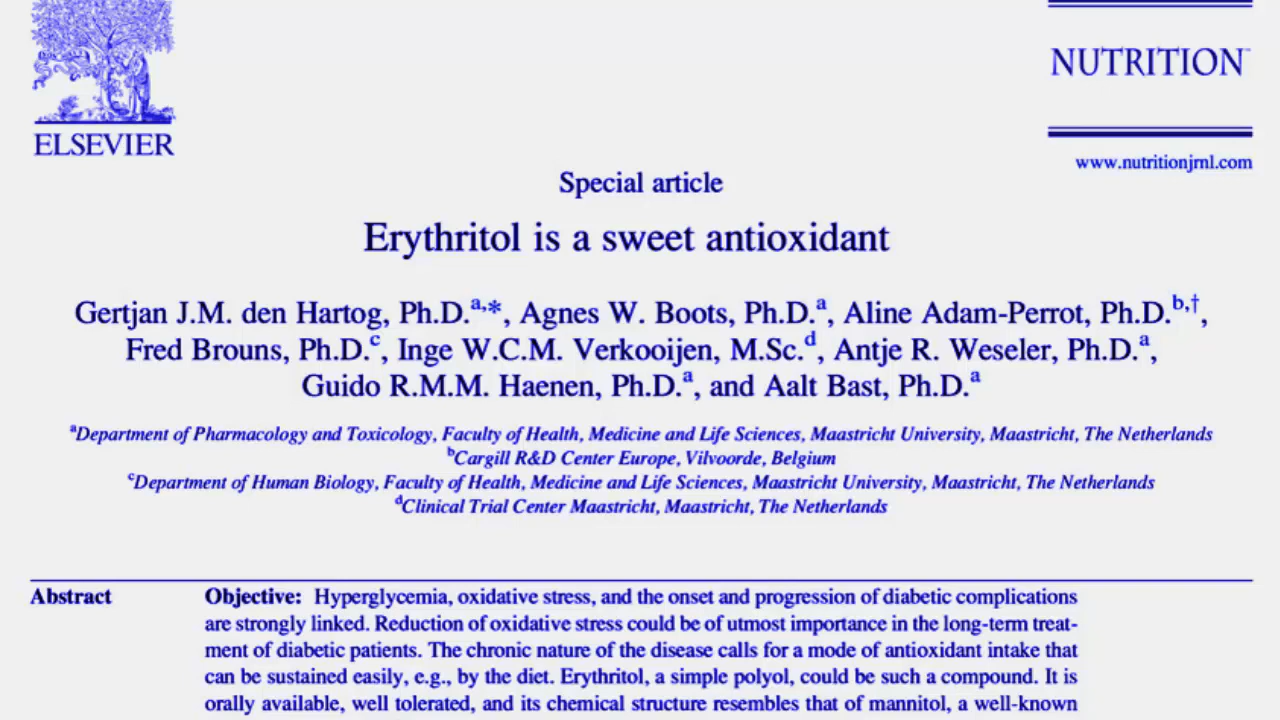 ELSEVIER
NUTRITION™
www.nutritionjrnl.com
Special article
Erythritol is a sweet antioxidant
Gertjan J.M. den Hartog, Ph.D.a,*, Agnes W. Boots, Ph.D.a, Aline Adam-Perrot, Ph.D.b,†,
Fred Brouns, Ph.D.c, Inge W.C.M. Verkooijen, M.Sc.d, Antje R. Weseler, Ph.D.a,
Guido R.M.M. Haenen, Ph.D.a, and Aalt Bast, Ph.D.a
aDepartment of Pharmacology and Toxicology, Faculty of Health, Medicine and Life Sciences, Maastricht University, Maastricht, The Netherlands
bCargill R&D Center Europe, Vilvoorde, Belgium
cDepartment of Human Biology, Faculty of Health, Medicine and Life Sciences, Maastricht University, Maastricht, The Netherlands
dClinical Trial Center Maastricht, Maastricht, The Netherlands
Abstract Objective: Hyperglycemia, oxidative stress, and the onset and progression of diabetic complications
are strongly linked. Reduction of oxidative stress could be of utmost importance in the long-term treat-
ment of diabetic patients. The chronic nature of the disease calls for a mode of antioxidant intake that
can be sustained easily, e.g., by the diet. Erythritol, a simple polyol, could be such a compound. It is
orally available, well tolerated, and its chemical structure resembles that of mannitol, a well-known